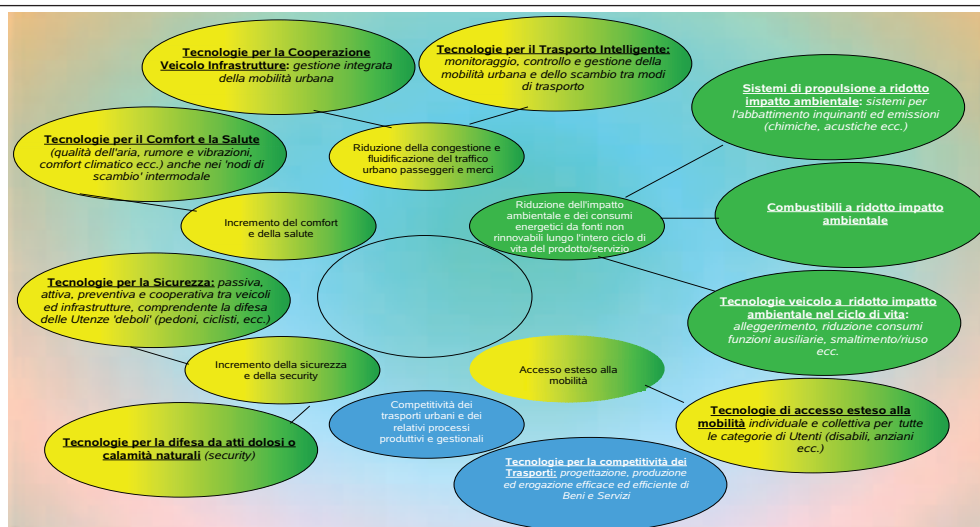 Tecnologie per la Cooperazione
Veicolo Infrastrutture: gestione integrata
della mobilità urbana
Tecnologie per il Trasporto Intelligente:
monitoraggio, controllo e gestione della
mobilità urbana e dello scambio tra modi
di trasporto
Sistemi di propulsione a ridotto
impatto ambientale: sistemi per
l'abbattimento inquinanti ed emissioni
(chimiche, acustiche ecc.)
Tecnologie per il Comfort e la Salute
(qualità dell'aria, rumore e vibrazioni,
comfort climatico ecc.) anche nei 'nodi di
scambio' intermodale
Riduzione della congestione e
fluidificazione del traffico
urbano passeggeri e merci
Incremento del comfort
e della salute
Riduzione dell'impatto
ambientale e dei consumi
energetici da fonti non
rinnovabili lungo l'intero ciclo di
vita del prodotto/servizio
Combustibili a ridotto impatto
ambientale
Tecnologie per la Sicurezza: passiva,
attiva, preventiva e cooperativa tra veicoli
ed infrastrutture, comprendente la difesa
delle Utenze 'deboli' (pedoni, ciclisti, ecc.)
Tecnologie veicolo a ridotto impatto
ambientale nel ciclo di vita:
alleggerimento, riduzione consumi
funzioni ausiliarie, smaltimento/riuso
ecc.
Incremento della sicurezza
e della security
Accesso esteso alla
mobilità
Competitività dei
trasporti urbani e dei
relativi processi
produttivi e gestionali
Tecnologie di accesso esteso alla
mobilità individuale e collettiva per tutte
le categorie di Utenti (disabili, anziani
ecc.)
Tecnologie per la difesa da atti dolosi o
calamità naturali (security)
Tecnologie per la competitività dei
Trasporti: progettazione, produzione
ed erogazione efficace ed efficiente di
Beni e Servizi